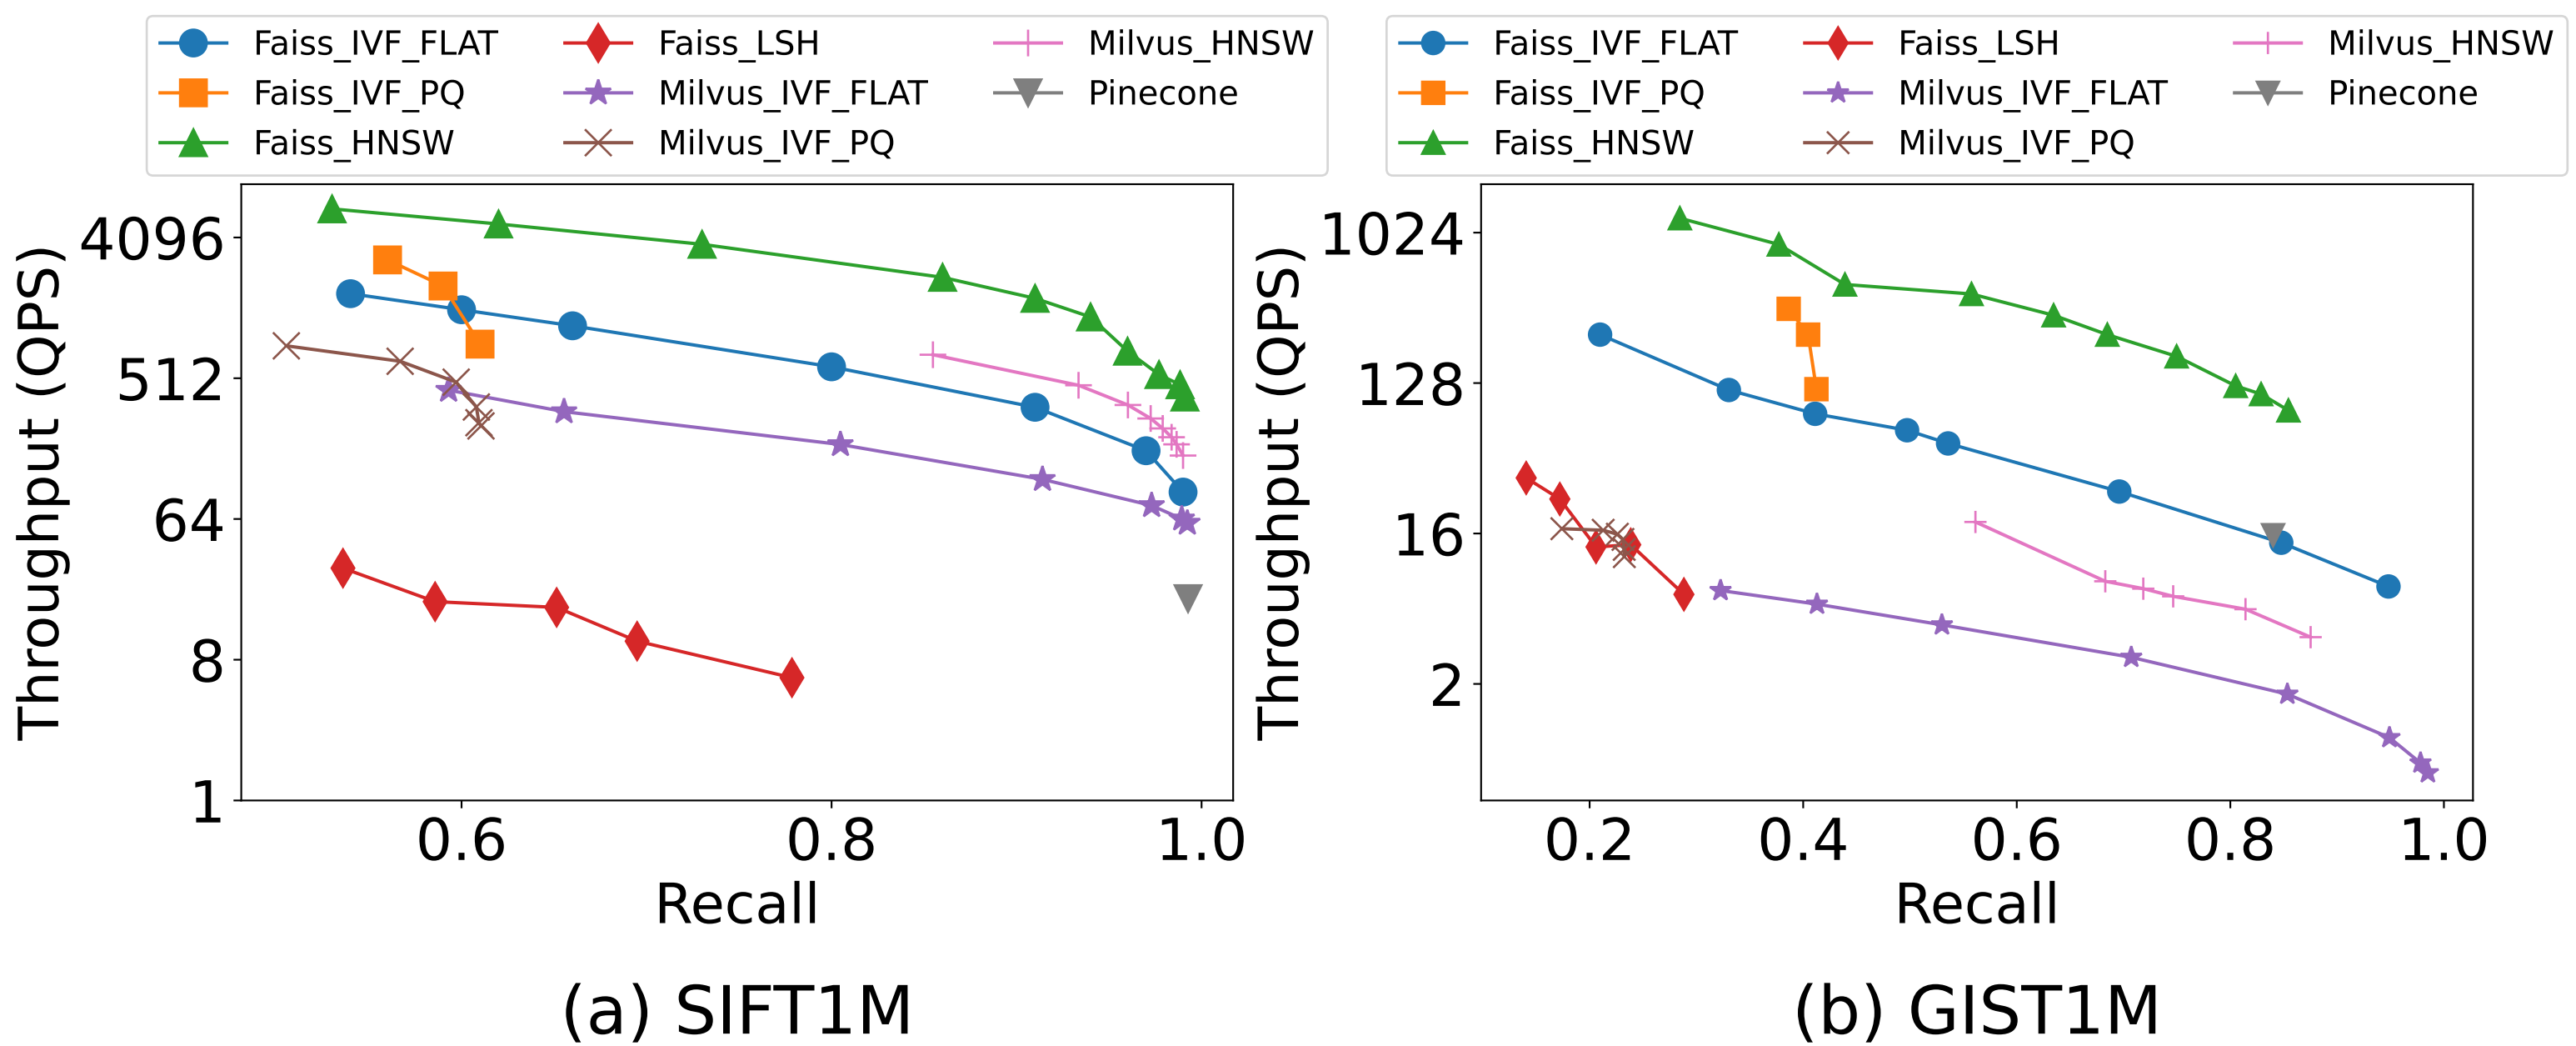 Faiss_IVF_FLAT
Faiss_IVF_PQ
Faiss_HNSW
Faiss_LSH
Milvus_IVF_FLAT
Milvus_IVF_PQ
Milvus_HNSW
Pinecone
Throughput (QPS)
4096
512
64
8
1
0.6
0.8
1.0
Recall
(a) SIFT1M
Faiss_IVF_FLAT
Faiss_IVF_PQ
Faiss_HNSW
Faiss_LSH
Milvus_IVF_FLAT
Milvus_IVF_PQ
Milvus_HNSW
Pinecone
Throughput (QPS)
1024
128
16
2
0.2
0.4
0.6
0.8
1.0
Recall
(b) GIST1M